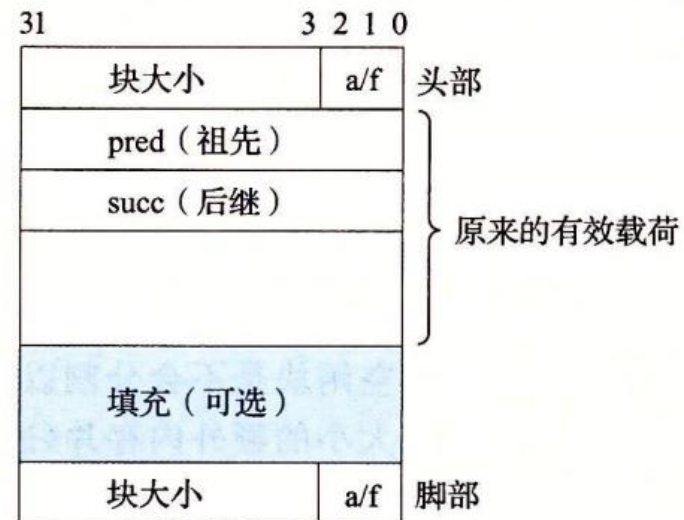 31 3 2 1 0
块大小 a/f 头部
pred（祖先）
succ（后继）
原来的有效载荷
填充（可选）
块大小 a/f 脚部